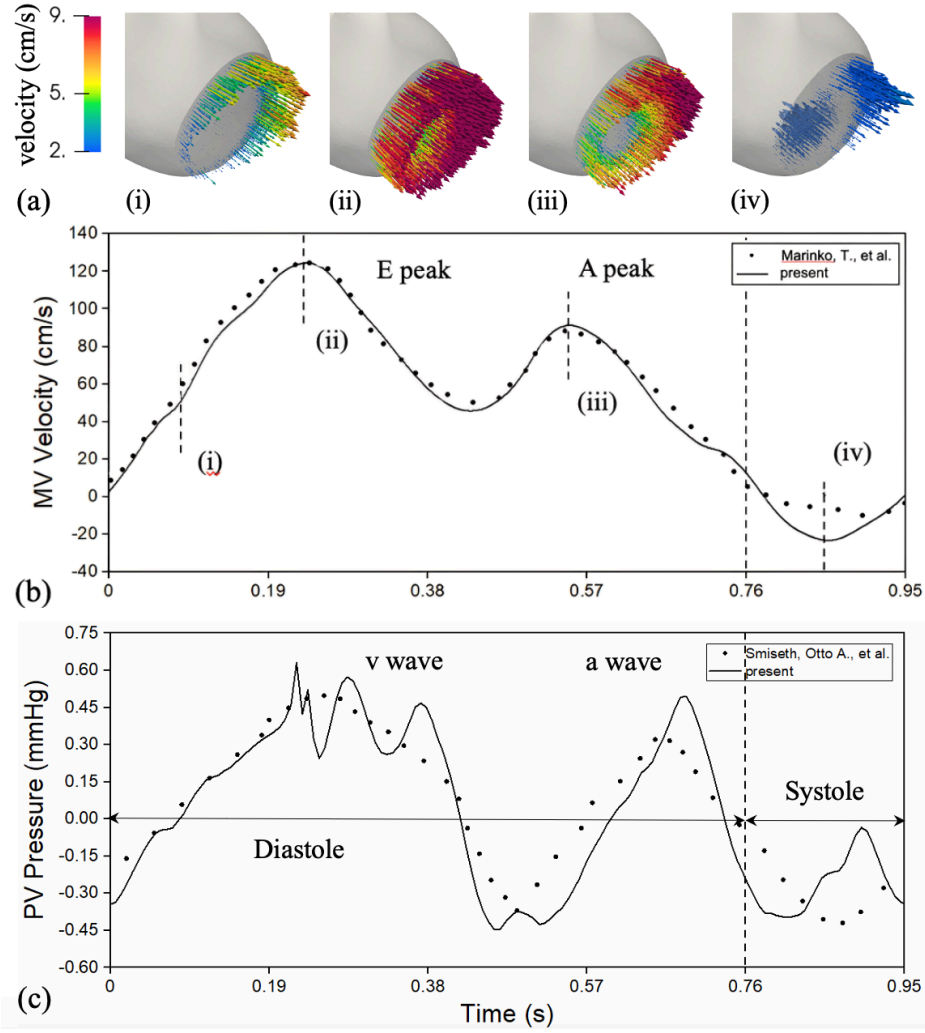 velocity (cm/s)
9.
5.
2.
(a)
(i)
(ii)
(iii)
(iv)
140
120
100
80
60
40
20
0
-20
-40
MV Velocity (cm/s)
E peak
A peak
Marinko, T., et al.
present
(i)
(ii)
(iii)
(iv)
0
0.19
0.38
0.57
0.76
0.95
(b)
0.75
0.60
0.45
0.30
0.15
0.00
-0.15
-0.30
-0.45
-0.60
PV Pressure (mmHg)
v wave
a wave
Smiseth, Otto A., et al.
present
Diastole
Systole
0
0.19
0.38
0.57
0.76
0.95
(c)
Time (s)